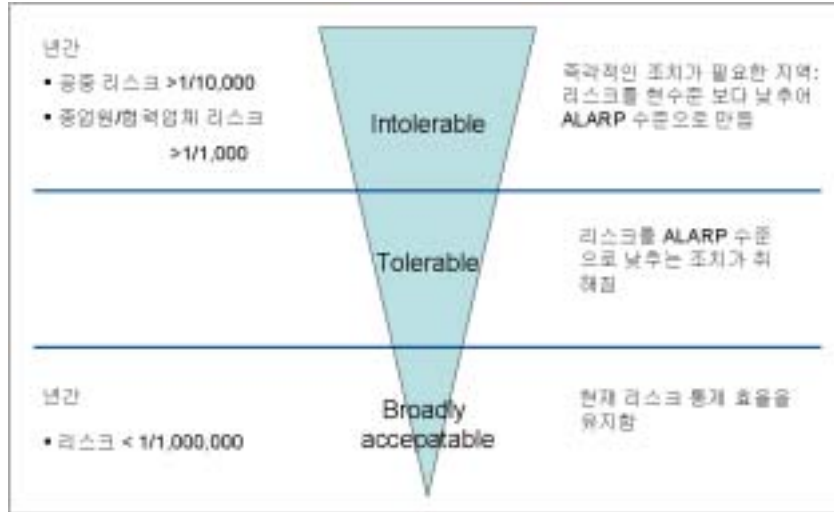 년간
• 공중 리스크 >1/10,000
• 종업원/협력업체 리스크
>1/1,000
Intolerable
즉각적인 조치가 필요한 지역:
리스크를 현수준 보다 낮추어
ALARP 수준으로 만듬
Tolerable
리스크를 ALARP 수준
으로 낮추는 조치가 취
해짐
년간
• 리스크 < 1/1,000,000
Broadly
accepatable
현재 리스크 통제 효율을
유지함